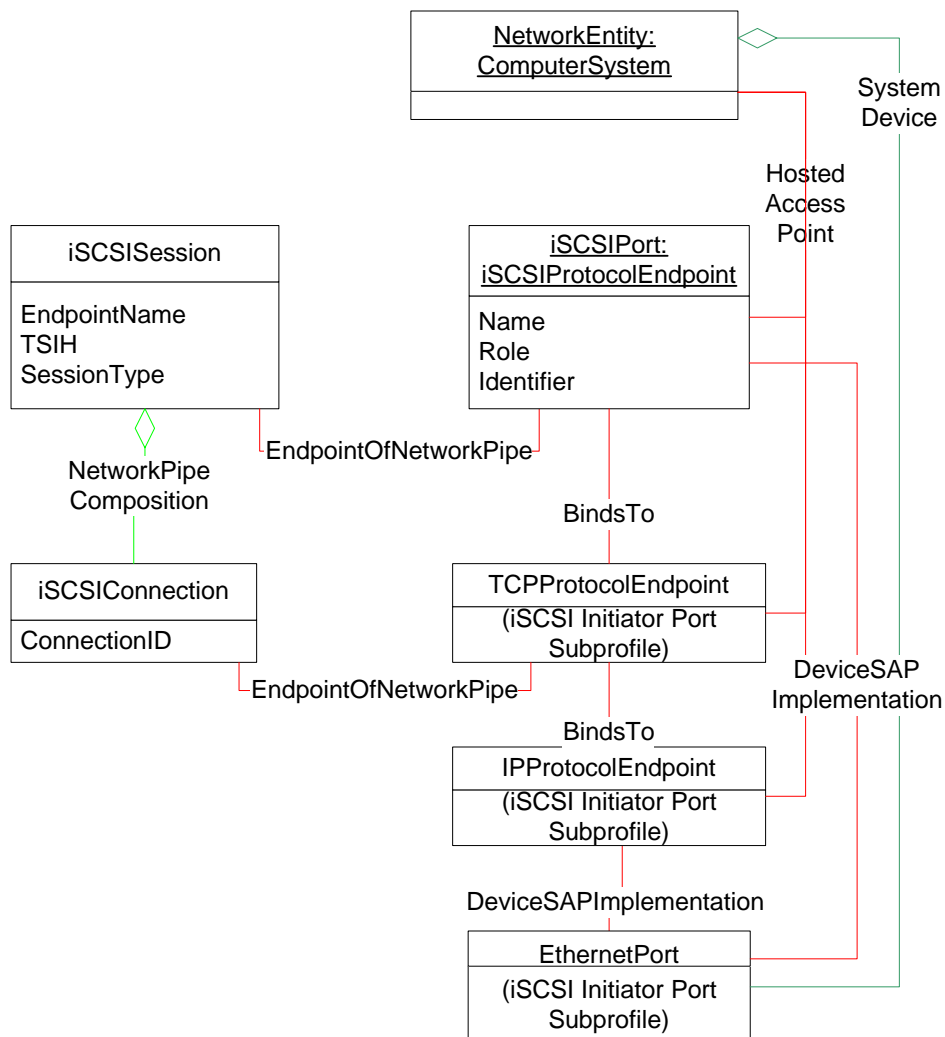 NetworkEntity:
ComputerSystem
System
Device
Hosted
Access
Point
iSCSISession
EndpointName
TSIH
SessionType
iSCSIPort:
iSCSIProtocolEndpoint
Name
Role
Identifier
EndpointOfNetworkPipe
NetworkPipe
Composition
BindsTo
iSCSIConnection
ConnectionID
TCPProtocolEndpoint
(iSCSI Initiator Port
Subprofile)
EndpointOfNetworkPipe
DeviceSAP
Implementation
BindsTo
IPProtocolEndpoint
(iSCSI Initiator Port
Subprofile)
DeviceSAPImplementation
EthernetPort
(iSCSI Initiator Port
Subprofile)